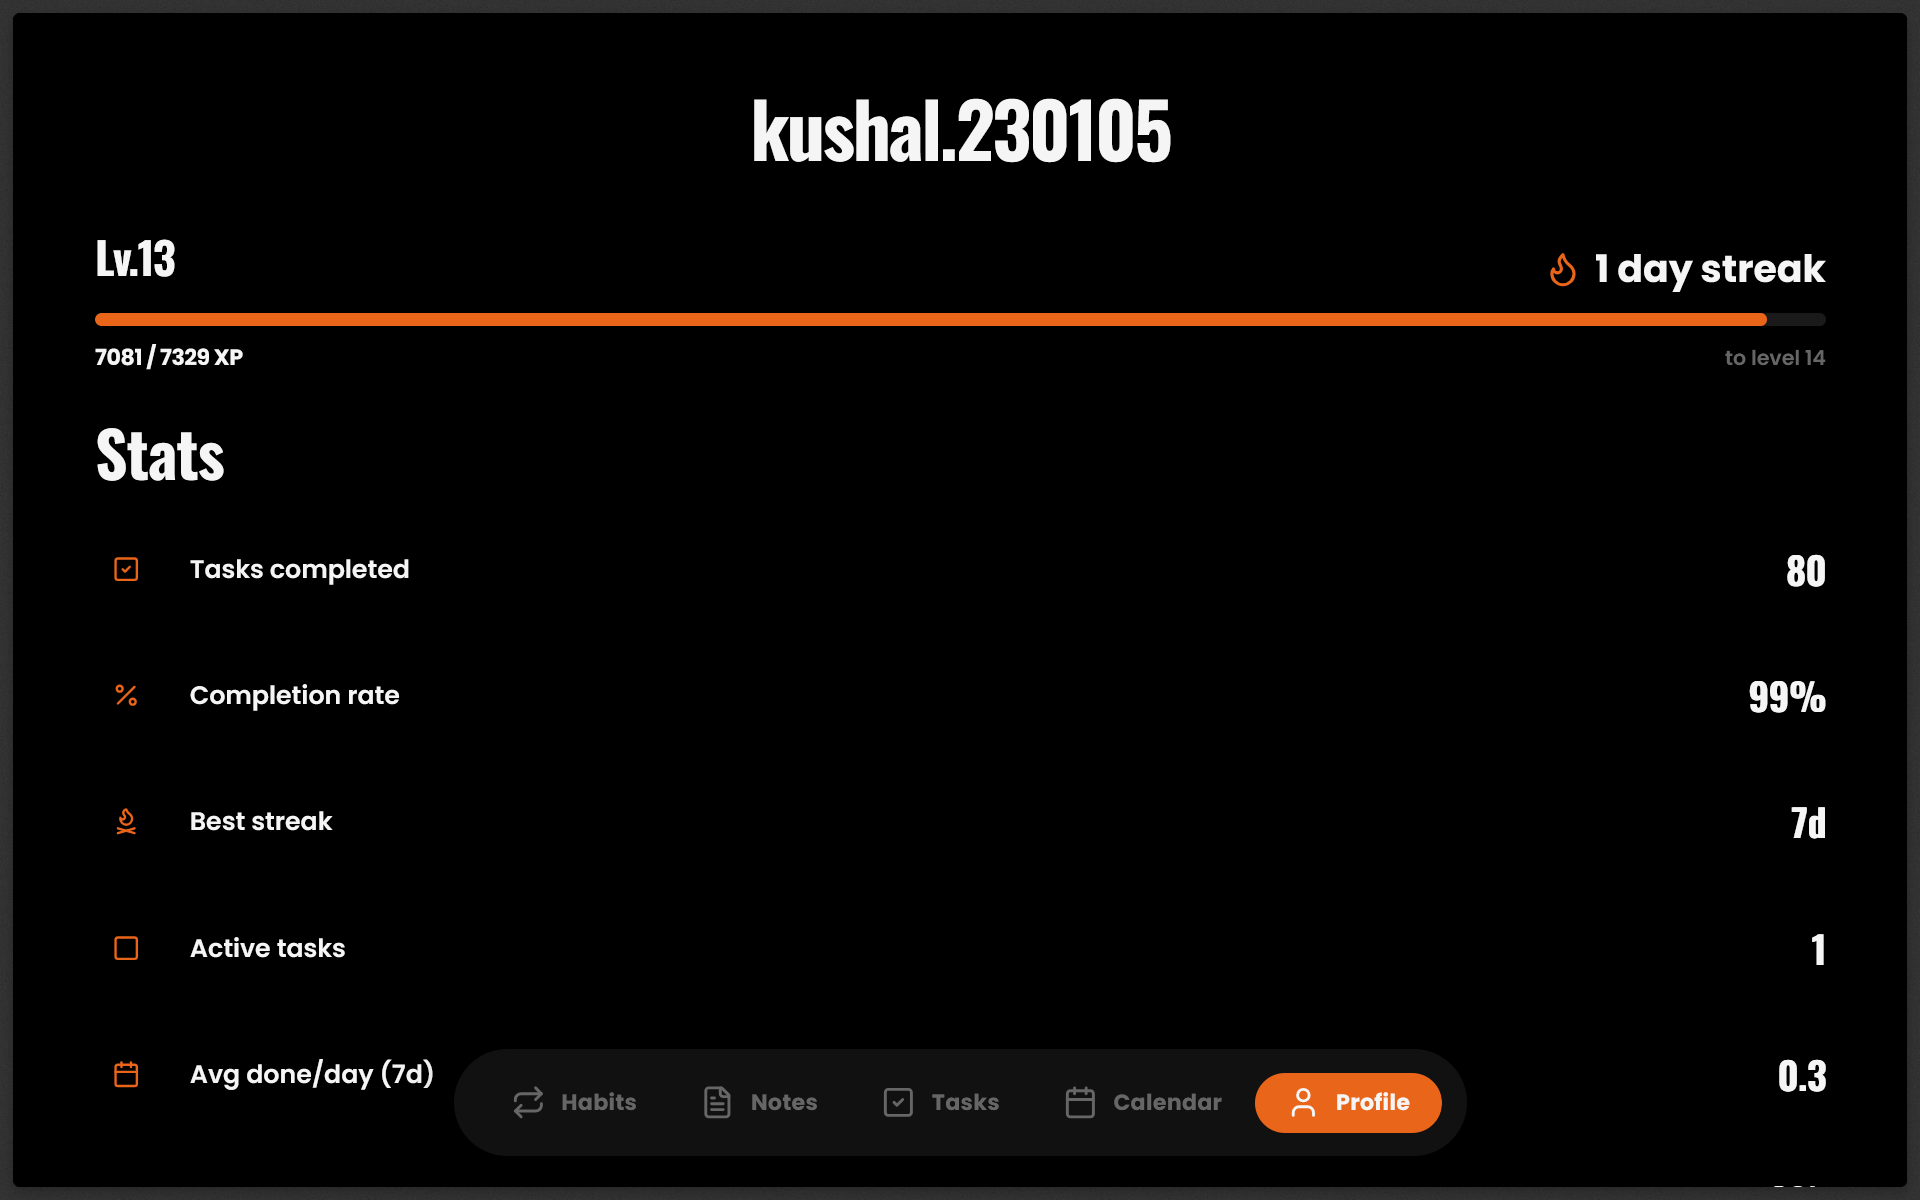 kushal.230105
Lv.13
1 day streak
7081 / 7329 XP
to level 14
Stats
Tasks completed
80
Completion rate
99%
Best streak
7d
Active tasks
1
Avg done/day (7d)
0.3
Habits
Notes
Tasks
Calendar
Profile